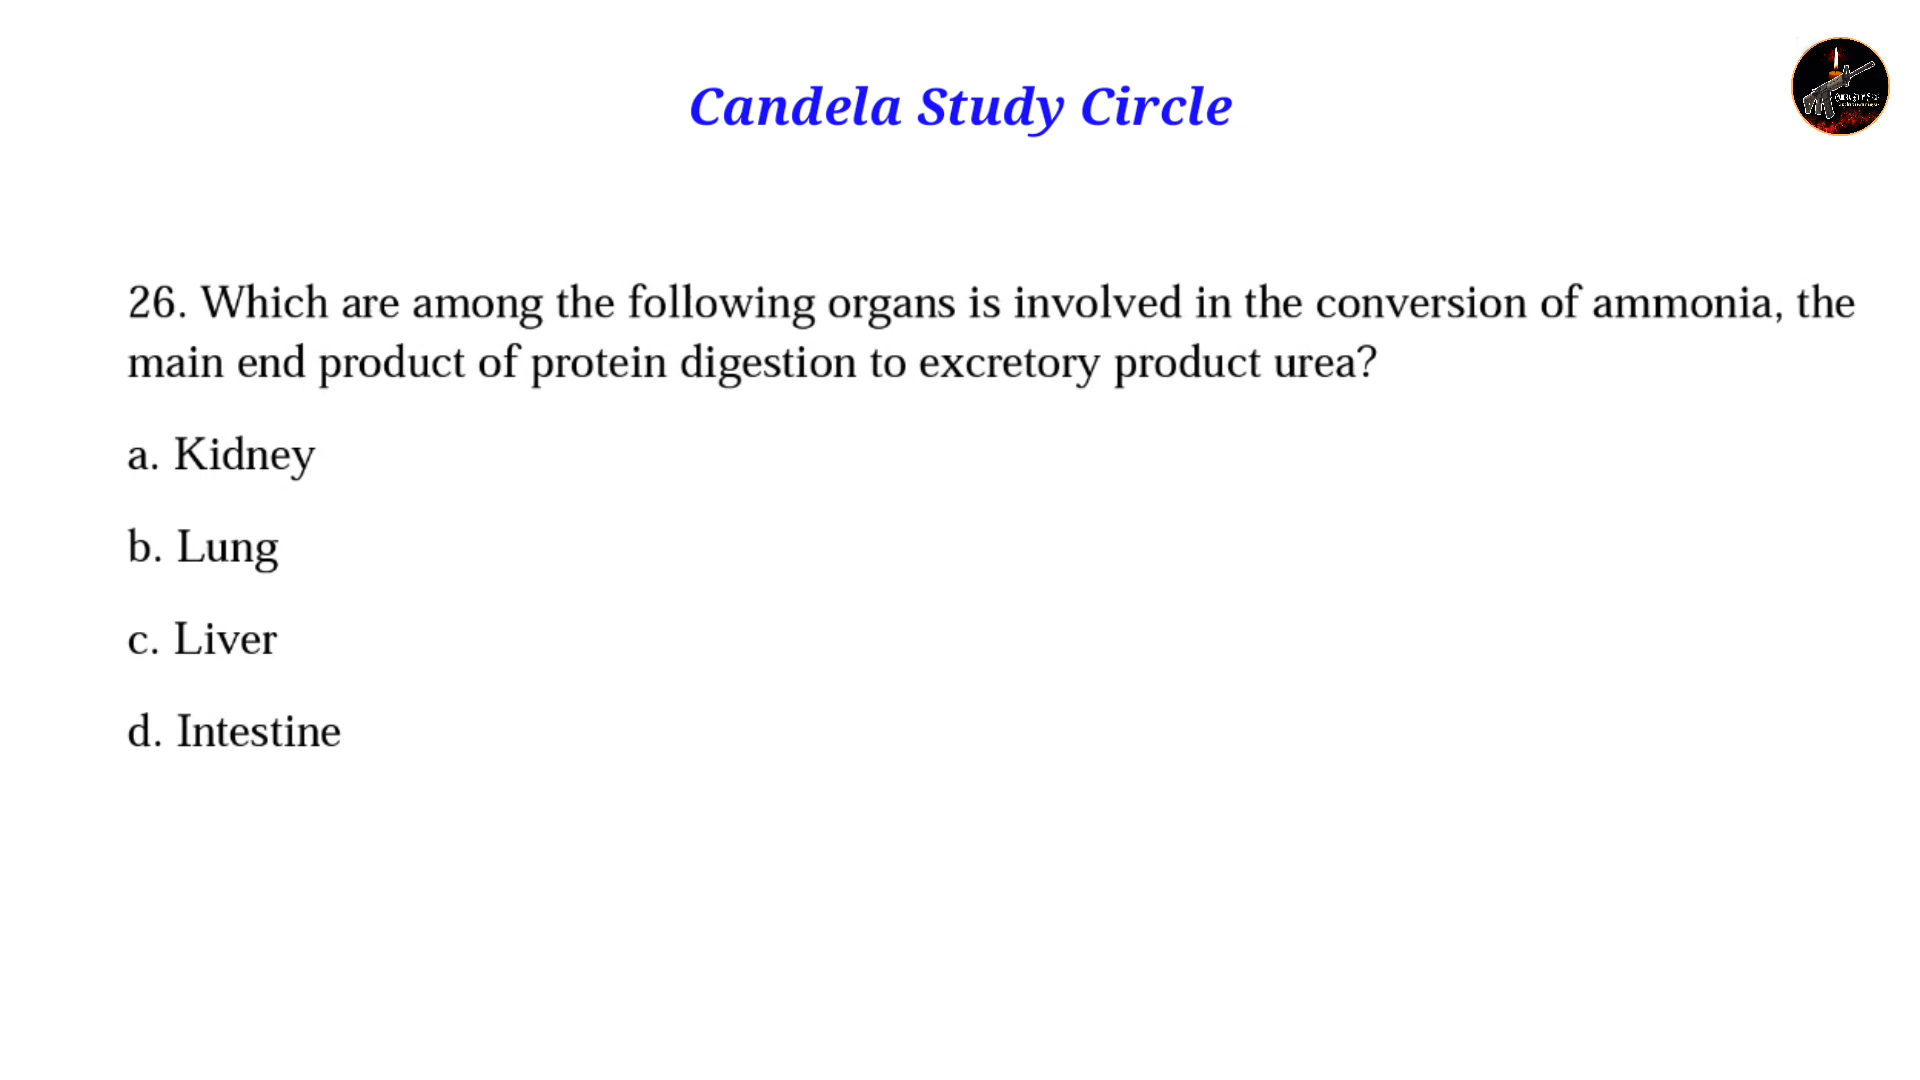 Candela Study Circle
26. Which are among the following organs is involved in the conversion of ammonia, the
main end product of protein digestion to excretory product urea?
a. Kidney
b. Lung
c. Liver
d. Intestine